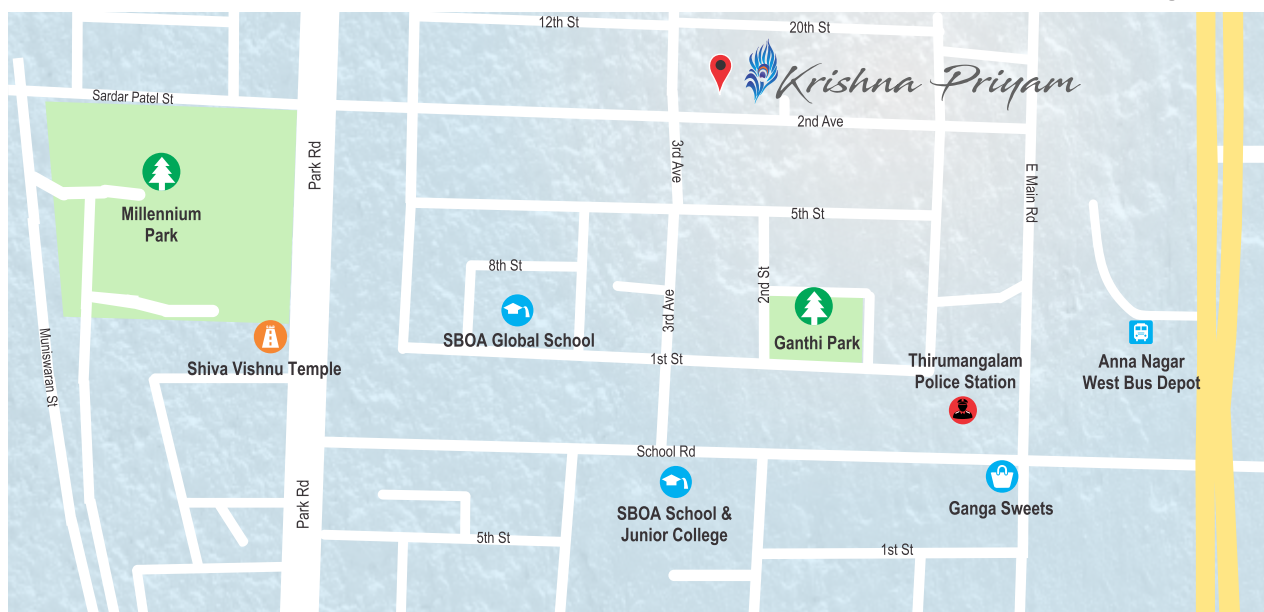 12th St
20th St
Krishna Priyam
Sardar Patel St
2nd Ave
Park Rd
3rd Ave
E Main Rd
Millennium
Park
5th St
8th St
2nd St
3rd Ave
SBOA Global School
Ganthi Park
1st St
Shiva Vishnu Temple
Muniswaran St
Thirumangalam
Police Station
Anna Nagar
West Bus Depot
School Rd
Park Rd
SBOA School &
Junior College
Ganga Sweets
5th St
1st St